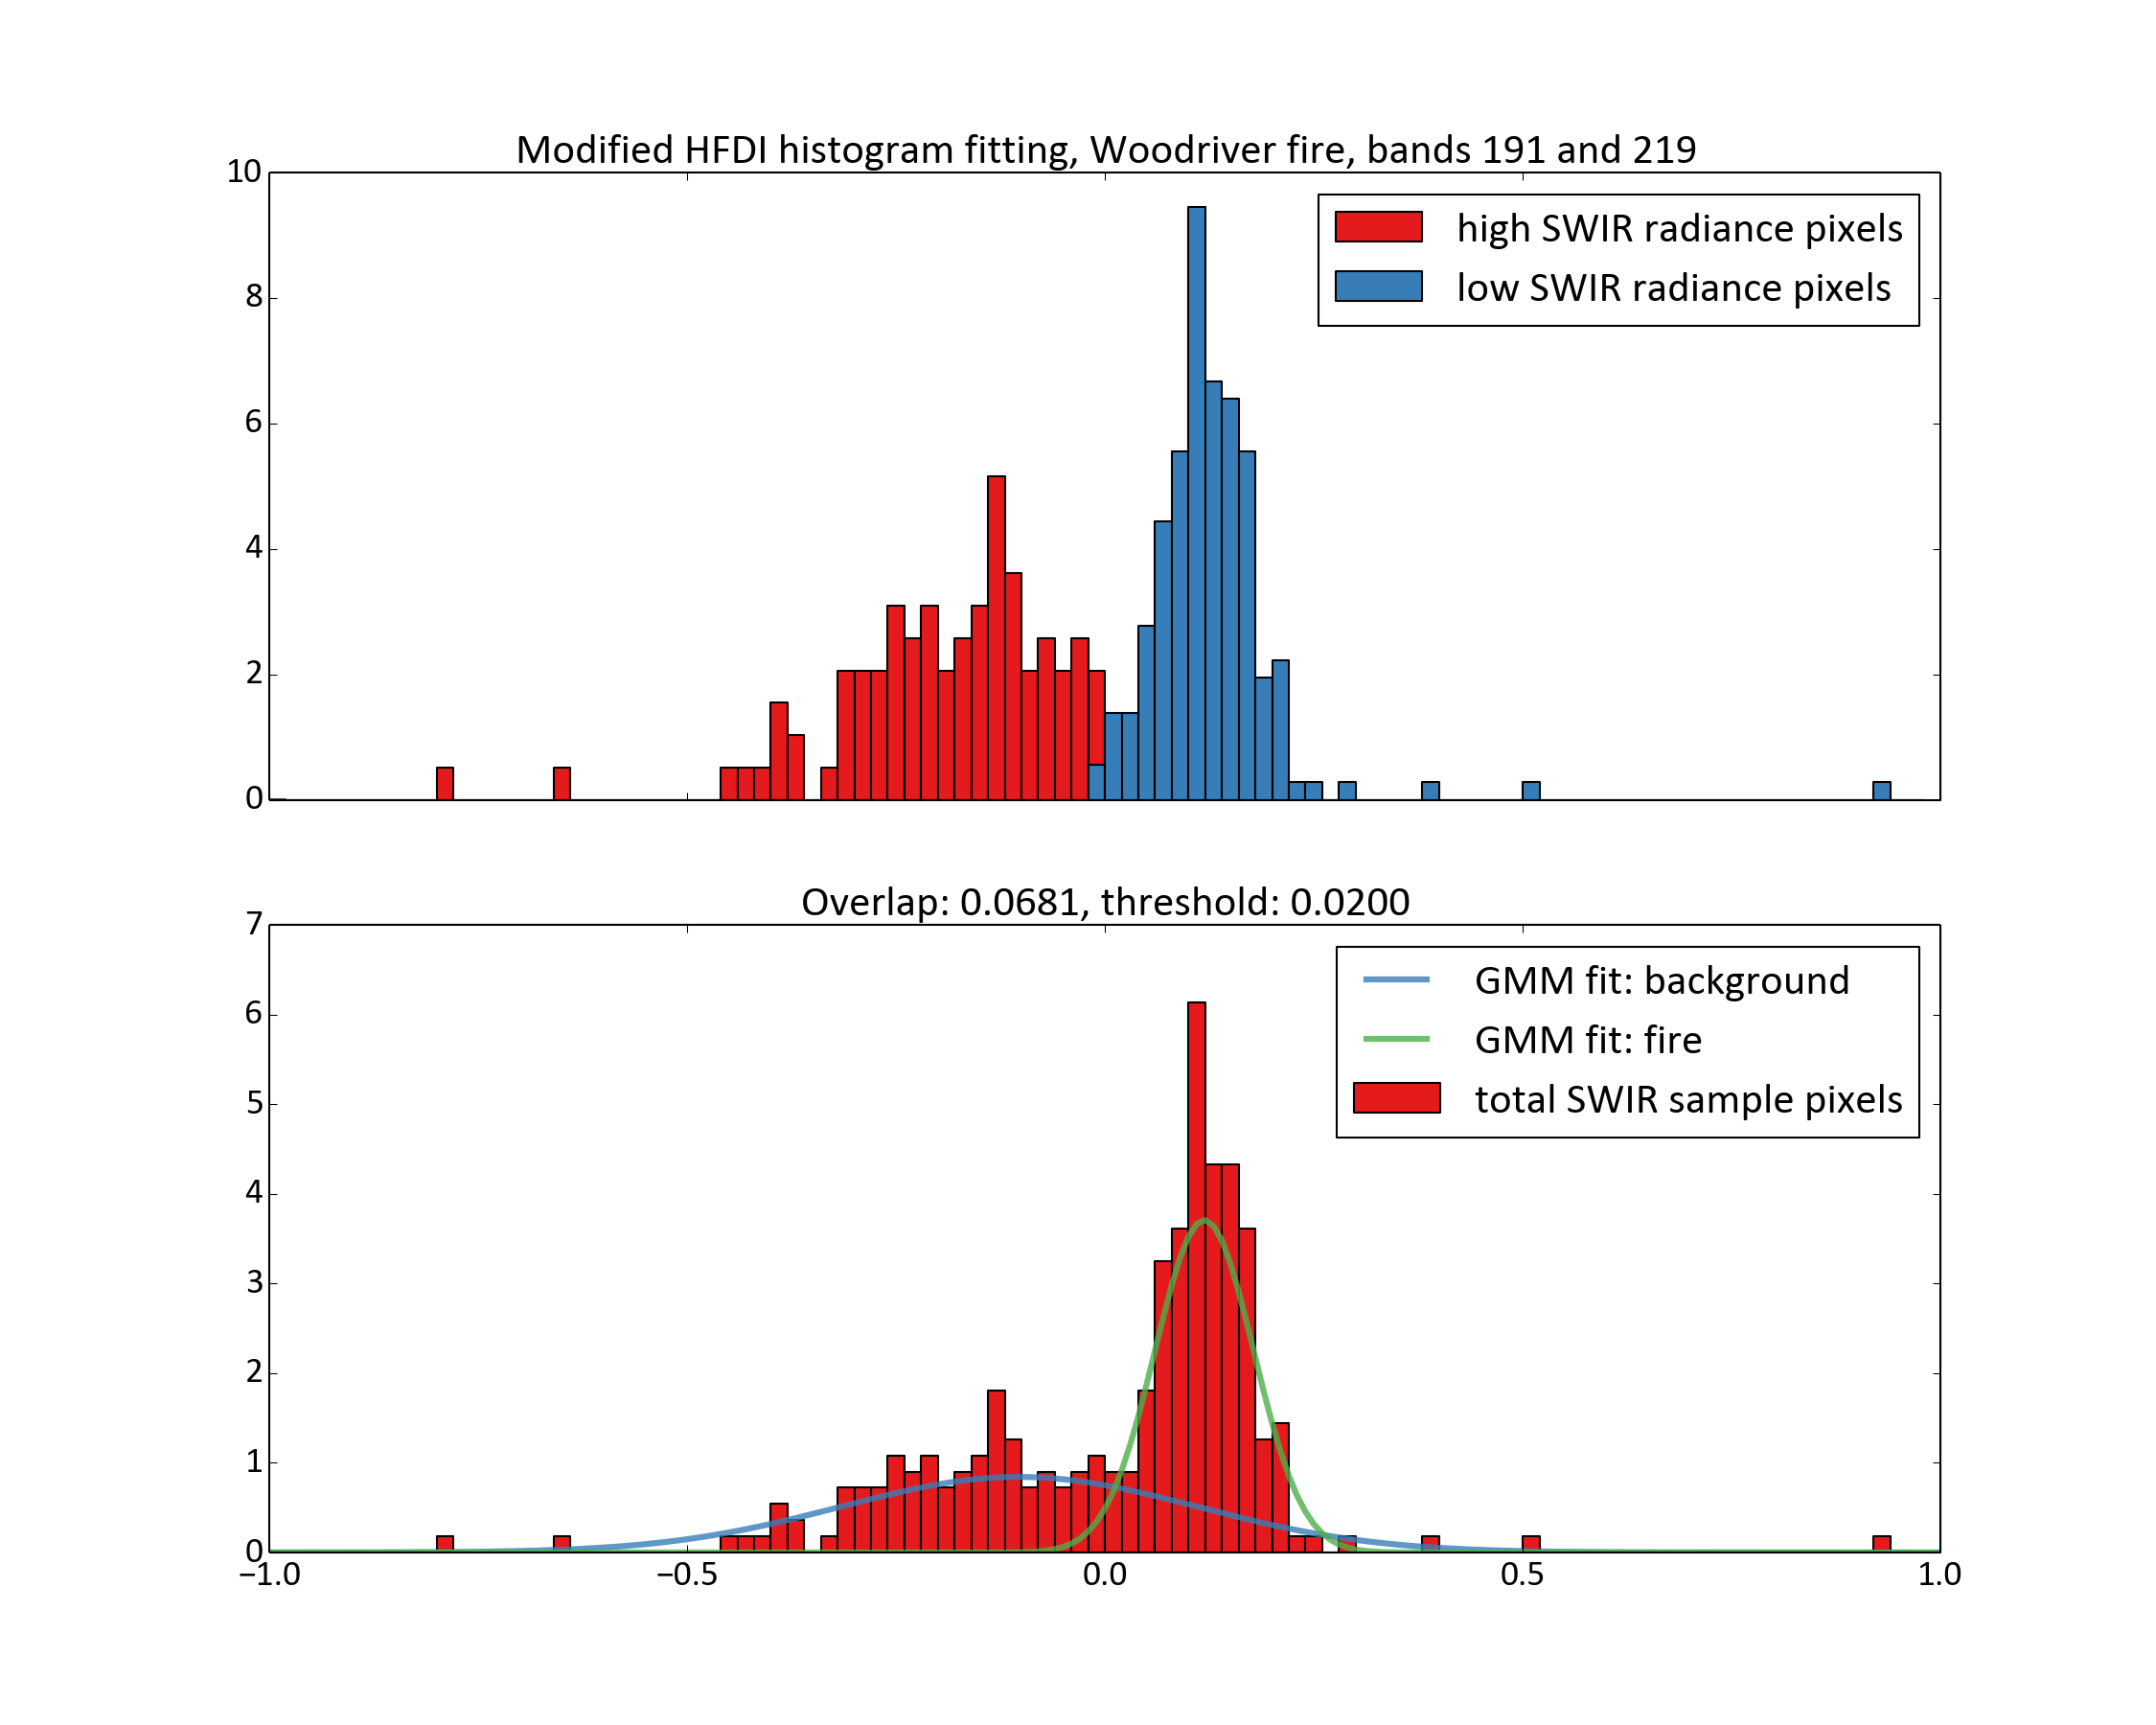 Modified HFDI histogram fitting, Woodriver fire, bands 191 and 219
10
8
6
4
2
0
high SWIR radiance pixels
low SWIR radiance pixels
Overlap: 0.0681, threshold: 0.0200
7
6
5
4
3
2
1
0
GMM fit: background
GMM fit: fire
total SWIR sample pixels
−1.0 −0.5 0.0 0.5 1.0